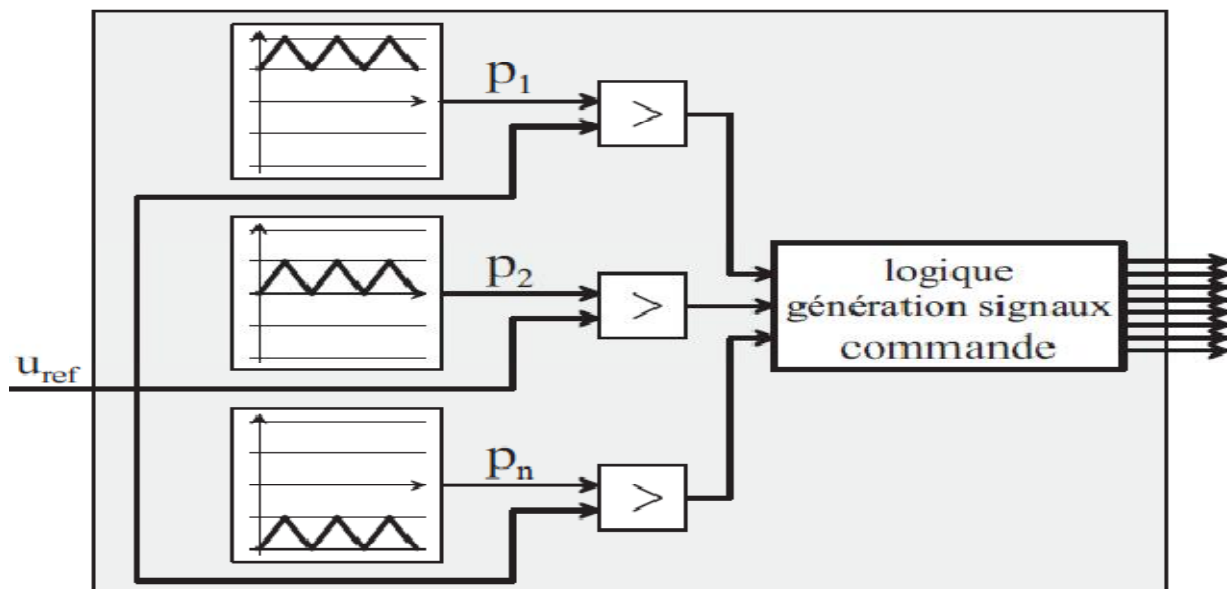 p1
>
p2
>
logique
génération signaux
commande
uref
pn
>